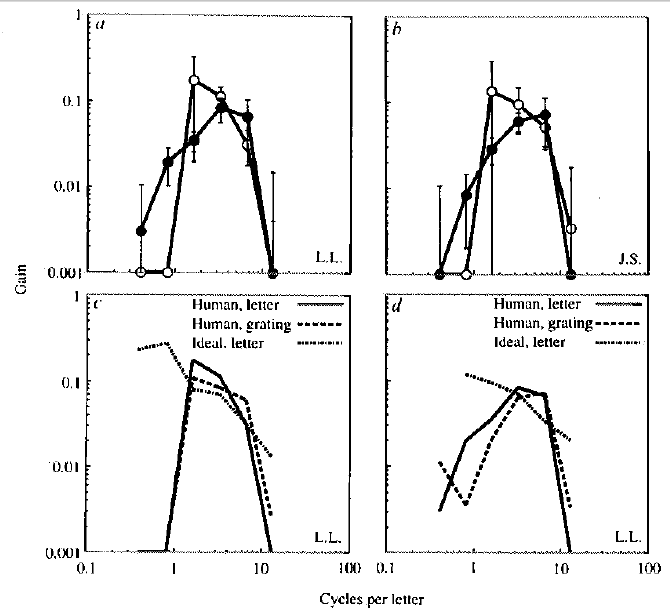 1 a b
0.1
0.01
L.L. J.S.
0.001
Gain
1 c Human, letter d Human, letter
Human, grating Human, grating
Ideal, letter Ideal, letter
0.1
0.01
L.L. L.L.
0.001
0.1 1 10 100 0.1 1 10 100
Cycles per letter